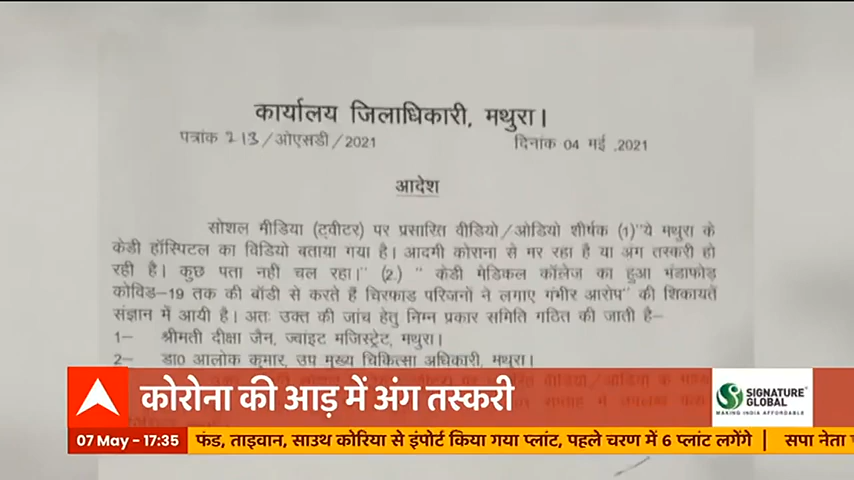 कार्यालय जिलाधिकारी, मथुरा।
पत्रांक 213/ओएसडी/2021 दिनांक 04 मई ,2021
आदेश
सोशल मीडिया (ट्वीटर) पर प्रसारित वीडियो/ओडियो शीर्षक (1)"ये मथुरा के
केडी हॉस्पिटल का विडियो बताया गया है। आदमी कोराना से मर रहा है या अंग तस्करी हो
रही है। कुछ पता नही चल रहा।" (2.) " केडी मेडिकल कॉलेज का हुआ भंडाफोड़
कोविड-19 तक की बॉडी से करते हैं चिरफाड परिजनों ने लगाए गंभीर आरोप" की शिकायतें
संज्ञान में आयी है। अतः उक्त की जांच हेतु निम्न प्रकार समिति गठित की जाती है–
1– श्रीमती दीक्षा जैन, ज्वांइट मजिस्ट्रेट, मथुरा।
2– डा0 आलोक कुमार, उप मुख्य चिकित्सा अधिकारी, मथुरा।
कोरोना की आड़ में अंग तस्करी
SIGNATURE
GLOBAL
MAKING INDIA AFFORDABLE
07 May - 17:35 फंड, ताइवान, साउथ कोरिया से इंपोर्ट किया गया प्लांट, पहले चरण में 6 प्लांट लगेंगे | सपा नेता